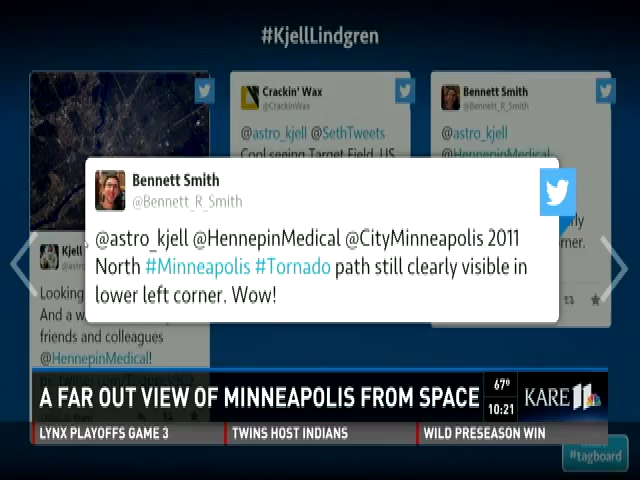 #KjellLindgren
Crackin' Wax
@CrackinWax
@astro_kjell @SethTweets
Cool seeing Target Field, US
Bennett Smith
@Bennett_R_Smith
@astro_kjell
@HennepinMedical
Bennett Smith
@Bennett_R_Smith
@astro_kjell @HennepinMedical @CityMinneapolis 2011
North #Minneapolis #Tornado path still clearly visible in
lower left corner. Wow!
Kjell
@astro
Looking
And a w
friends and colleagues
@HennepinMedical!
A FAR OUT VIEW OF MINNEAPOLIS FROM SPACE
67°
10:21
KARE 11
LYNX PLAYOFFS GAME 3
TWINS HOST INDIANS
WILD PRESEASON WIN
#tagboard